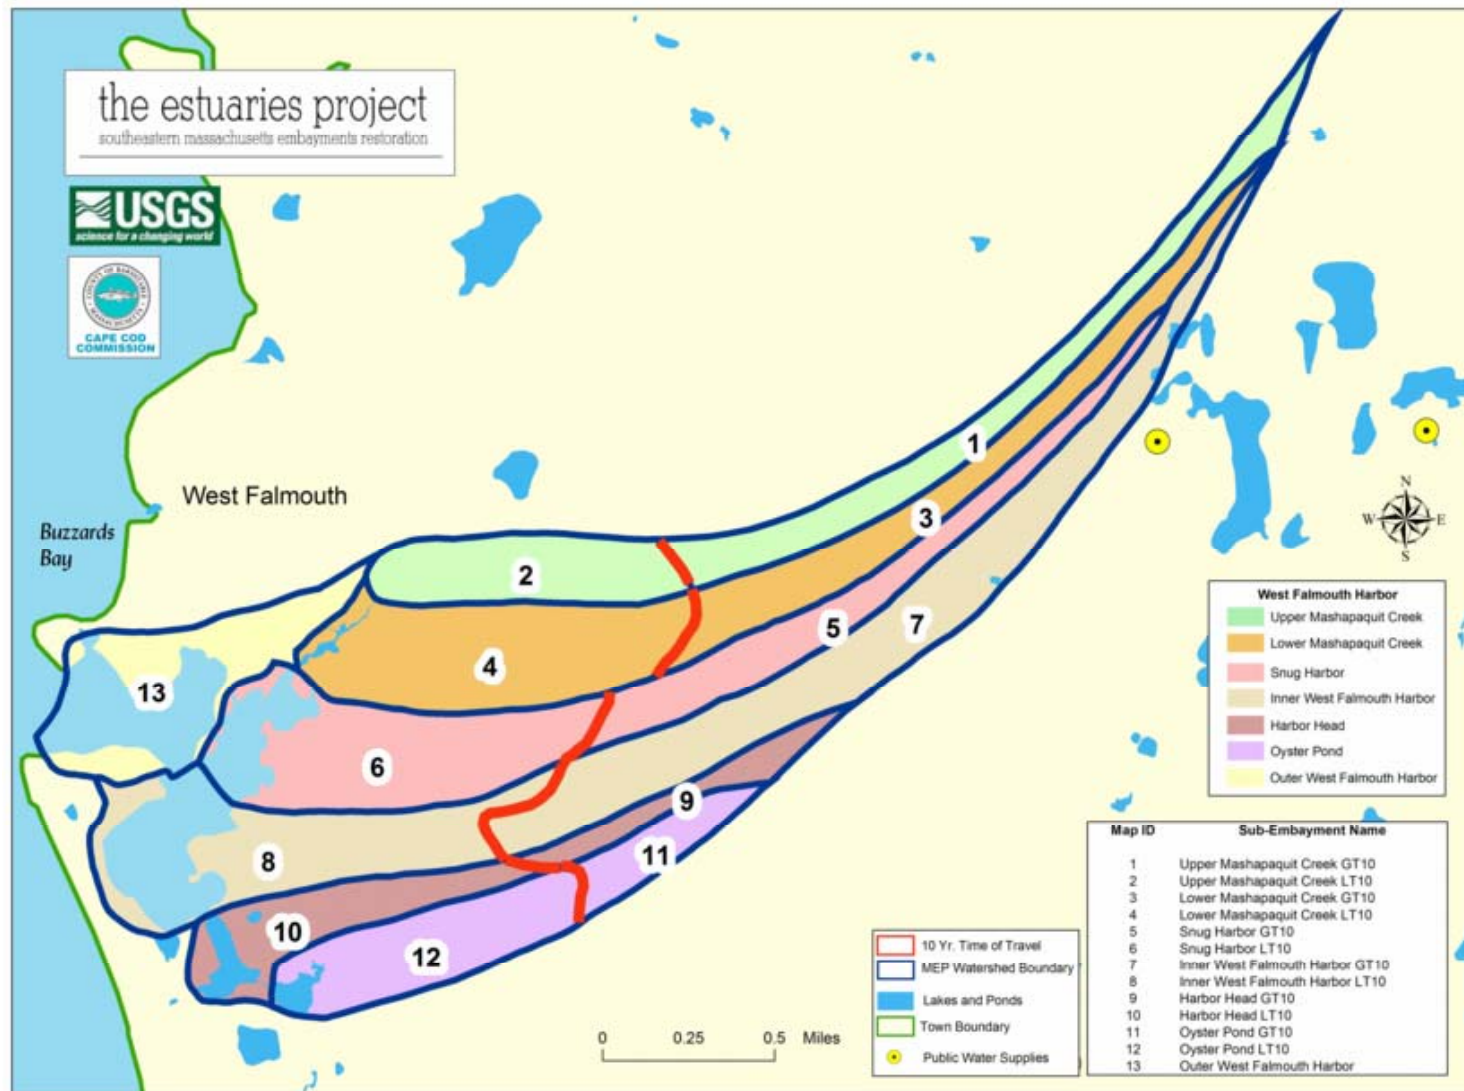 the estuaries project
southeastern massachusetts embayments restoration
USGS
science for a changing world
COUNTY OF BARNSTABLE
MASSACHUSETTS
CAPE COD
COMMISSION
West Falmouth
Buzzards
Bay
1
2
3
4
5
6
7
8
9
10
11
12
13
N
W E
S
West Falmouth Harbor
Upper Mashapaquit Creek
Lower Mashapaquit Creek
Snug Harbor
Inner West Falmouth Harbor
Harbor Head
Oyster Pond
Outer West Falmouth Harbor
Map ID Sub-Embayment Name
1 Upper Mashapaquit Creek GT10
2 Upper Mashapaquit Creek LT10
3 Lower Mashapaquit Creek GT10
4 Lower Mashapaquit Creek LT10
5 Snug Harbor GT10
6 Snug Harbor LT10
7 Inner West Falmouth Harbor GT10
8 Inner West Falmouth Harbor LT10
9 Harbor Head GT10
10 Harbor Head LT10
11 Oyster Pond GT10
12 Oyster Pond LT10
13 Outer West Falmouth Harbor
10 Yr. Time of Travel
MEP Watershed Boundary
Lakes and Ponds
Town Boundary
Public Water Supplies
0 0.25 0.5 Miles